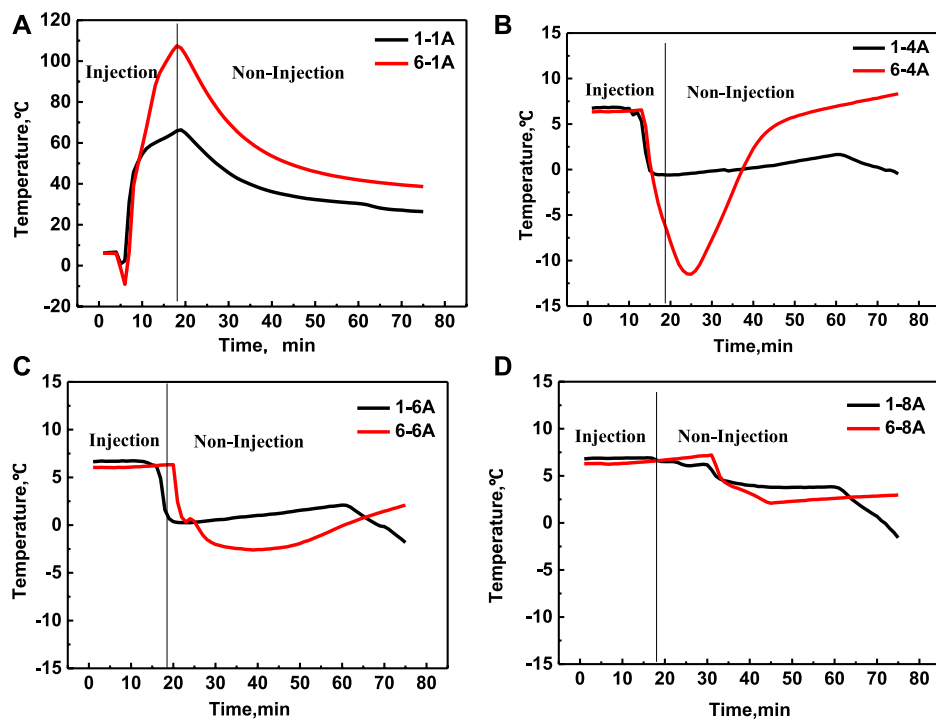 A
Temperature,℃
120
100
80
60
40
20
0
-20
Injection
Non-Injection
1-1A
6-1A
0 10 20 30 40 50 60 70 80
Time, min
B
Temperature,℃
15
10
5
0
-5
-10
-15
Injection
Non-Injection
1-4A
6-4A
0 10 20 30 40 50 60 70 80
Time,min
C
Temperature,℃
15
10
5
0
-5
-10
-15
Injection
Non-Injection
1-6A
6-6A
0 10 20 30 40 50 60 70 80
Time,min
D
Temperature,℃
15
10
5
0
-5
-10
-15
Injection
Non-Injection
1-8A
6-8A
0 10 20 30 40 50 60 70 80
Time,min